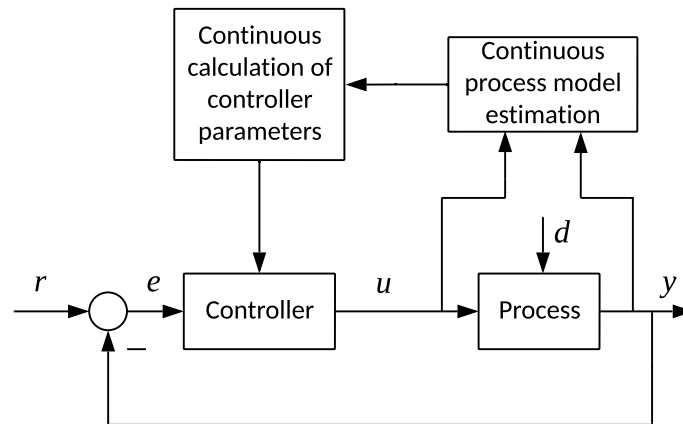 Continuous
calculation of
controller
parameters
Continuous
process model
estimation
d
r
e
u
y
Controller
Process
−